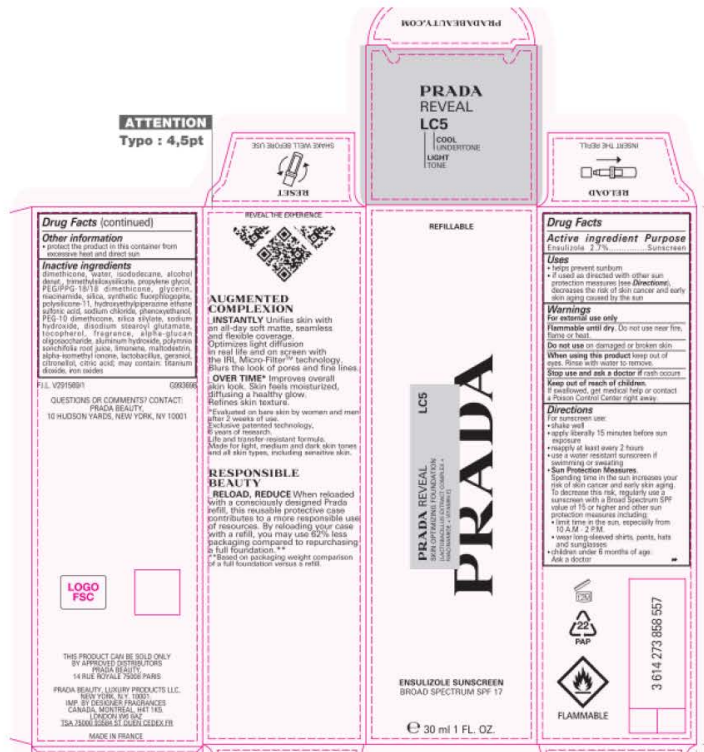 PRADABEAUTY.COM
PRADA
REVEAL
LC5
COOL
UNDERTONE
LIGHT
TONE
ATTENTION
Typo : 4,5pt
SHAKE WELL BEFORE USE
RESET
INSERT THE REFILL
RELOAD
Drug Facts (continued)
Other information
• protect the product in this container from
excessive heat and direct sun
Inactive ingredients
dimethicone, water, isododecane, alcohol
denat., trimethylsiloxysilicate, propylene glycol,
PEG/PPG-18/18 dimethicone, glycerin,
niacinamide, silica, synthetic fluorphlogopite,
polysilicone-11, hydroxyethylpiperazine ethane
sulfonic acid, sodium chloride, phenoxyethanol,
PEG-10 dimethicone, silica silylate, sodium
hydroxide, disodium stearoyl glutamate,
tocopherol, fragrance, alpha-glucan
oligosaccharide, aluminum hydroxide, polymnia
sonchifolia root juice, limonene, maltodextrin,
alpha-isomethyl ionone, lactobacillus, geraniol,
citronellol, citric acid; may contain: titanium
dioxide, iron oxides
F.I.L. V291569/1
QUESTIONS OR COMMENTS? CONTACT:
PRADA BEAUTY,
10 HUDSON YARDS, NEW YORK, NY 10001
LOGO
FSC
THIS PRODUCT CAN BE SOLD ONLY
BY APPROVED DISTRIBUTORS
PRADA BEAUTY,
14 RUE ROYALE 75008 PARIS
PRADA BEAUTY, LUXURY PRODUCTS LLC.
NEW YORK, N.Y. 10001.
IMP. BY DESIGNER FRAGRANCES
CANADA, MONTREAL, H4T 1K5.
LONDON W6
TSA 75000 93584 ST OUEN CEDEX FR
MADE IN FRANCE
REVEAL THE EXPERIENCE
AUGMENTED
COMPLEXION
_INSTANTLY Unifies skin with
an all-day soft matte, seamless
and flexible coverage.
Optimizes light diffusion
in real life and on screen with
the IRL Micro-Filter™ technology.
Blurs the look of pores and fine lines.
_OVER TIME* Improves overall
skin look. Skin feels moisturized,
diffusing a healthy glow.
Refines skin texture.
*Evaluated on bare skin by women and men
after 2 weeks of use.
Exclusive patented technology,
6 years of research.
Life and transfer-resistant formula.
Made for light, medium and dark skin tones
and all skin types, including sensitive skin.
RESPONSIBLE
BEAUTY
_RELOAD, REDUCE When reloaded
with a consciously designed Prada
refill, this reusable protective case
contributes to a more responsible use
of resources. By reloading your case
with a refill, you may use 62% less
packaging compared to repurchasing
a full foundation.**
**Based on packaging weight comparison
of a full foundation versus a refill.
REFILLABLE
LC5
PRADA REVEAL
SKIN OPTIMIZING FOUNDATION
[LACTOBACILLUS EXTRACT COMPLEX +
NIACINAMIDE + VITAMIN E]
PRADA
ENSULIZOLE SUNSCREEN
BROAD SPECTRUM SPF 17
℮ 30 ml 1 FL. OZ.
Drug Facts
Active ingredient Purpose
Ensulizole 2.7%..............Sunscreen
Uses
• helps prevent sunburn
• if used as directed with other sun
protection measures (see Directions),
decreases the risk of skin cancer and early
skin aging caused by the sun
Warnings
For external use only
Flammable until dry. Do not use near fire,
flame or heat.
Do not use on damaged or broken skin
When using this product keep out of
eyes. Rinse with water to remove.
Stop use and ask a doctor if rash occurs
Keep out of reach of children.
If swallowed, get medical help or contact
a Poison Control Center right away.
Directions
For sunscreen use:
• shake well
• apply liberally 15 minutes before sun
exposure
• reapply at least every 2 hours
• use a water resistant sunscreen if
swimming or sweating
• Sun Protection Measures.
Spending time in the sun increases your
risk of skin cancer and early skin aging.
To decrease this risk, regularly use a
sunscreen with a Broad Spectrum SPF
value of 15 or higher and other sun
protection measures including:
• limit time in the sun, especially from
10 A.M - 2 P.M.
• wear long-sleeved shirts, pants, hats
and sunglasses
• children under 6 months of age:
Ask a doctor
12M
22
PAP
FLAMMABLE
3 614 273 858 557